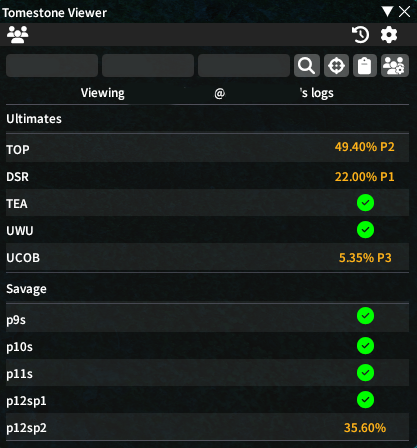 Tomestone Viewer
Viewing @ 's logs
Ultimates
TOP 49.40% P2
DSR 22.00% P1
TEA
UWU
UCOB 5.35% P3
Savage
p9s
p10s
p11s
p12sp1
p12sp2 35.60%